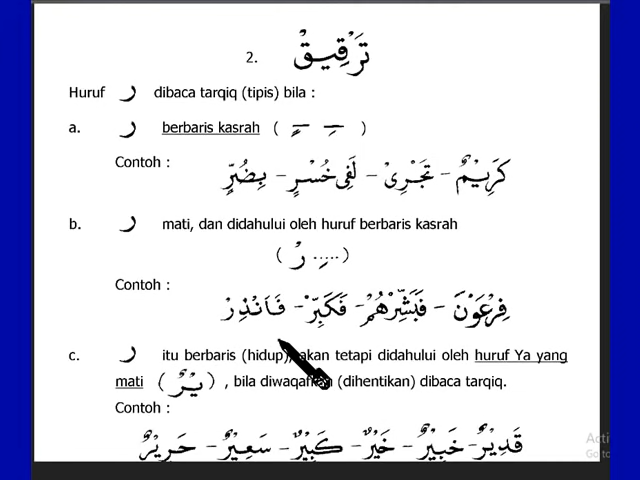 2. تَرْقِيقْ
Huruf ر dibaca tarqiq (tipis) bila :
a. ر berbaris kasrah ( ـٍـ ـِـ )
Contoh : كَرِيْمٌ - تَجْرِىْ - لَفِى خُسْرٍ - بِضُرٍّ
b. ر mati, dan didahului oleh huruf berbaris kasrah
( ـِ ..... رْ )
Contoh :
فِرْعَوْنَ - فَبَشِّرْهُمْ - فَكَبِّرْ - فَاَنْذِرْ
c. ر itu berbaris (hidup), akan tetapi didahului oleh huruf Ya yang
mati ( ـيْرٌ ) , bila diwaqafkan (dihentikan) dibaca tarqiq.
Contoh :
قَدِيْرٌ - خَبِيْرٌ - خَيْرٌ - كَبِيْرٌ - سَعِيْرٌ - حَرِيْرٌ